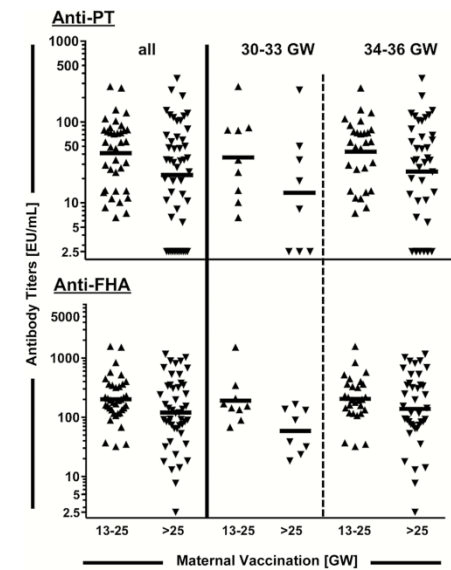 Anti-PT
all 30-33 GW 34-36 GW
1000
500
100
50
10
5
2.5
Antibody Titers [EU/mL]
Anti-FHA
5000
1000
100
10
5
2.5
13-25 >25 13-25 >25 13-25 >25
Maternal Vaccination [GW]